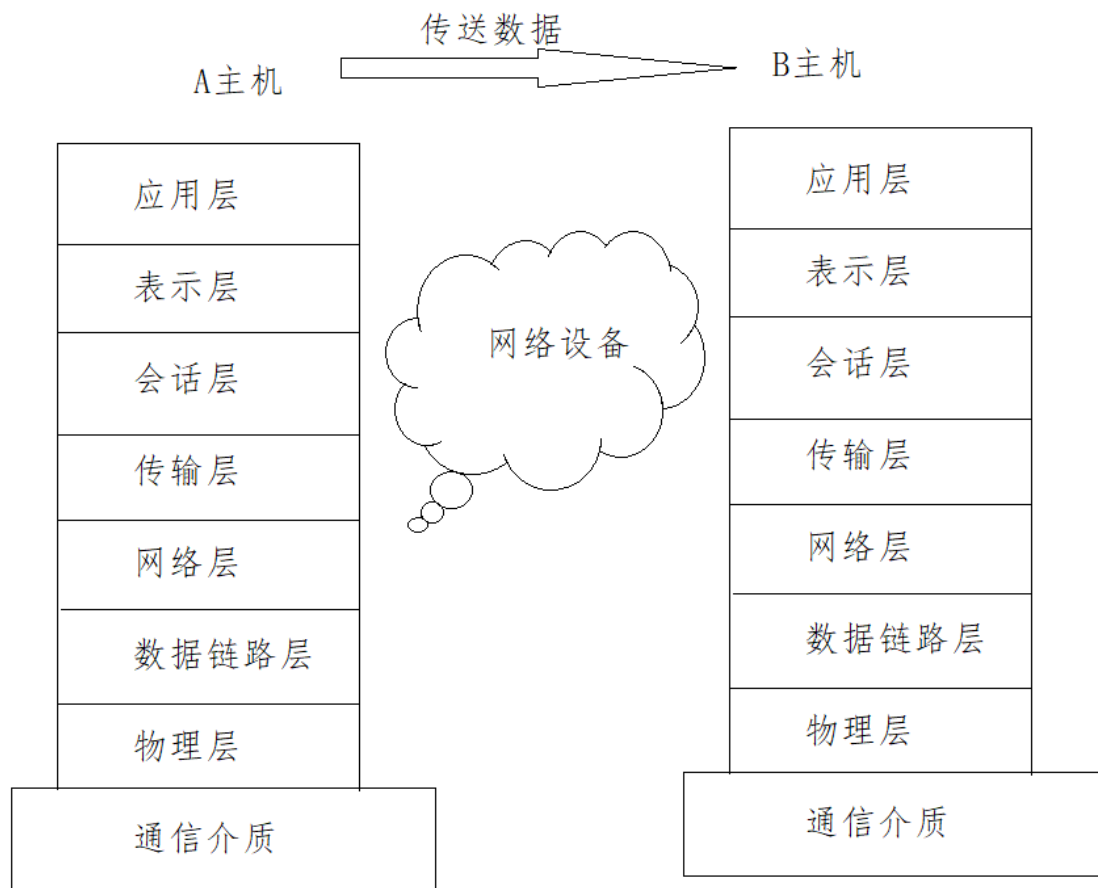 传送数据
A主机
B主机
应用层
表示层
会话层
传输层
网络层
数据链路层
物理层
通信介质
网络设备
应用层
表示层
会话层
传输层
网络层
数据链路层
物理层
通信介质